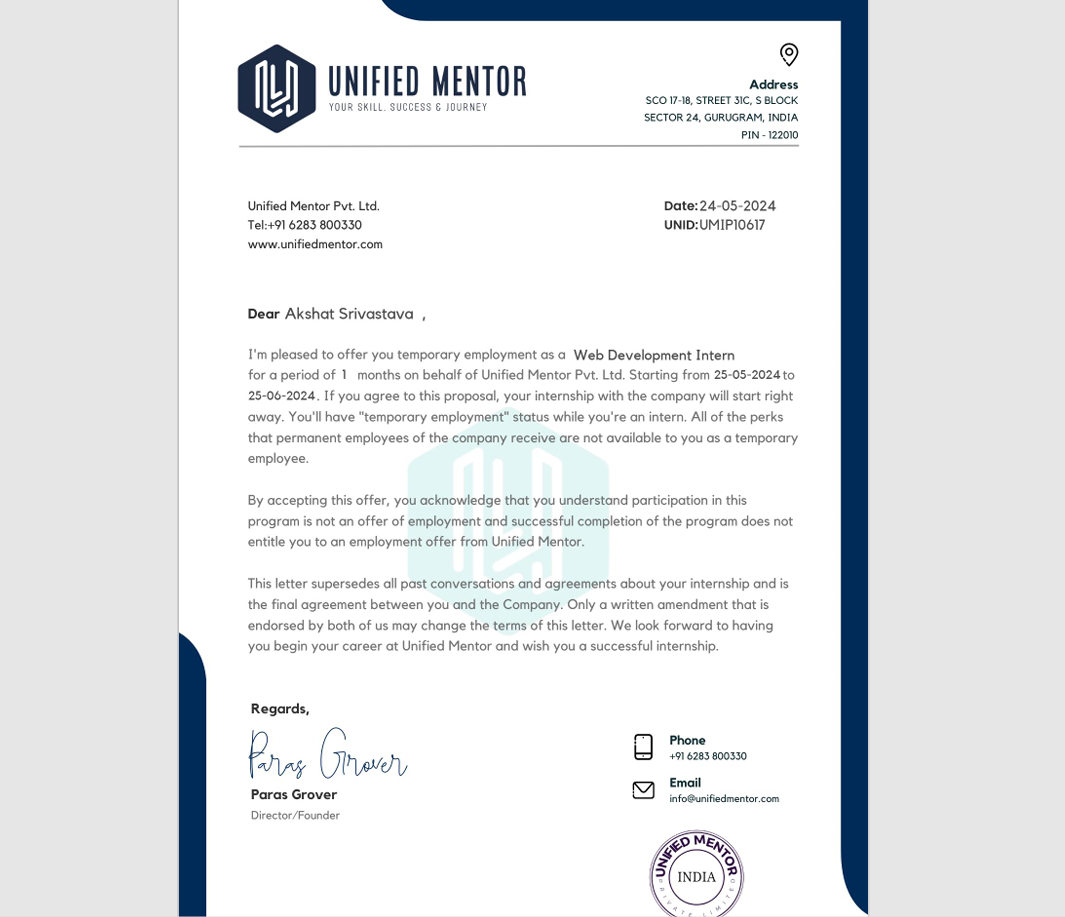 UNIFIED MENTOR
YOUR SKILL, SUCCESS & JOURNEY
Address
SCO 17-18, STREET 31C, S BLOCK
SECTOR 24, GURUGRAM, INDIA
PIN - 122010
Unified Mentor Pvt. Ltd.
Tel:+91 6283 800330
www.unifiedmentor.com
Date:24-05-2024
UNID:UMIP10617
Dear Akshat Srivastava ,
I'm pleased to offer you temporary employment as a Web Development Intern
for a period of 1 months on behalf of Unified Mentor Pvt. Ltd. Starting from 25-05-2024 to
25-06-2024. If you agree to this proposal, your internship with the company will start right
away. You'll have "temporary employment" status while you're an intern. All of the perks
that permanent employees of the company receive are not available to you as a temporary
employee.
By accepting this offer, you acknowledge that you understand participation in this
program is not an offer of employment and successful completion of the program does not
entitle you to an employment offer from Unified Mentor.
This letter supersedes all past conversations and agreements about your internship and is
the final agreement between you and the Company. Only a written amendment that is
endorsed by both of us may change the terms of this letter. We look forward to having
you begin your career at Unified Mentor and wish you a successful internship.
Regards,
Paras Grover
Paras Grover
Director/Founder
Phone
+91 6283 800330
Email
info@unifiedmentor.com
UNIFIED MENTOR
INDIA
PRIVATE LIMITED